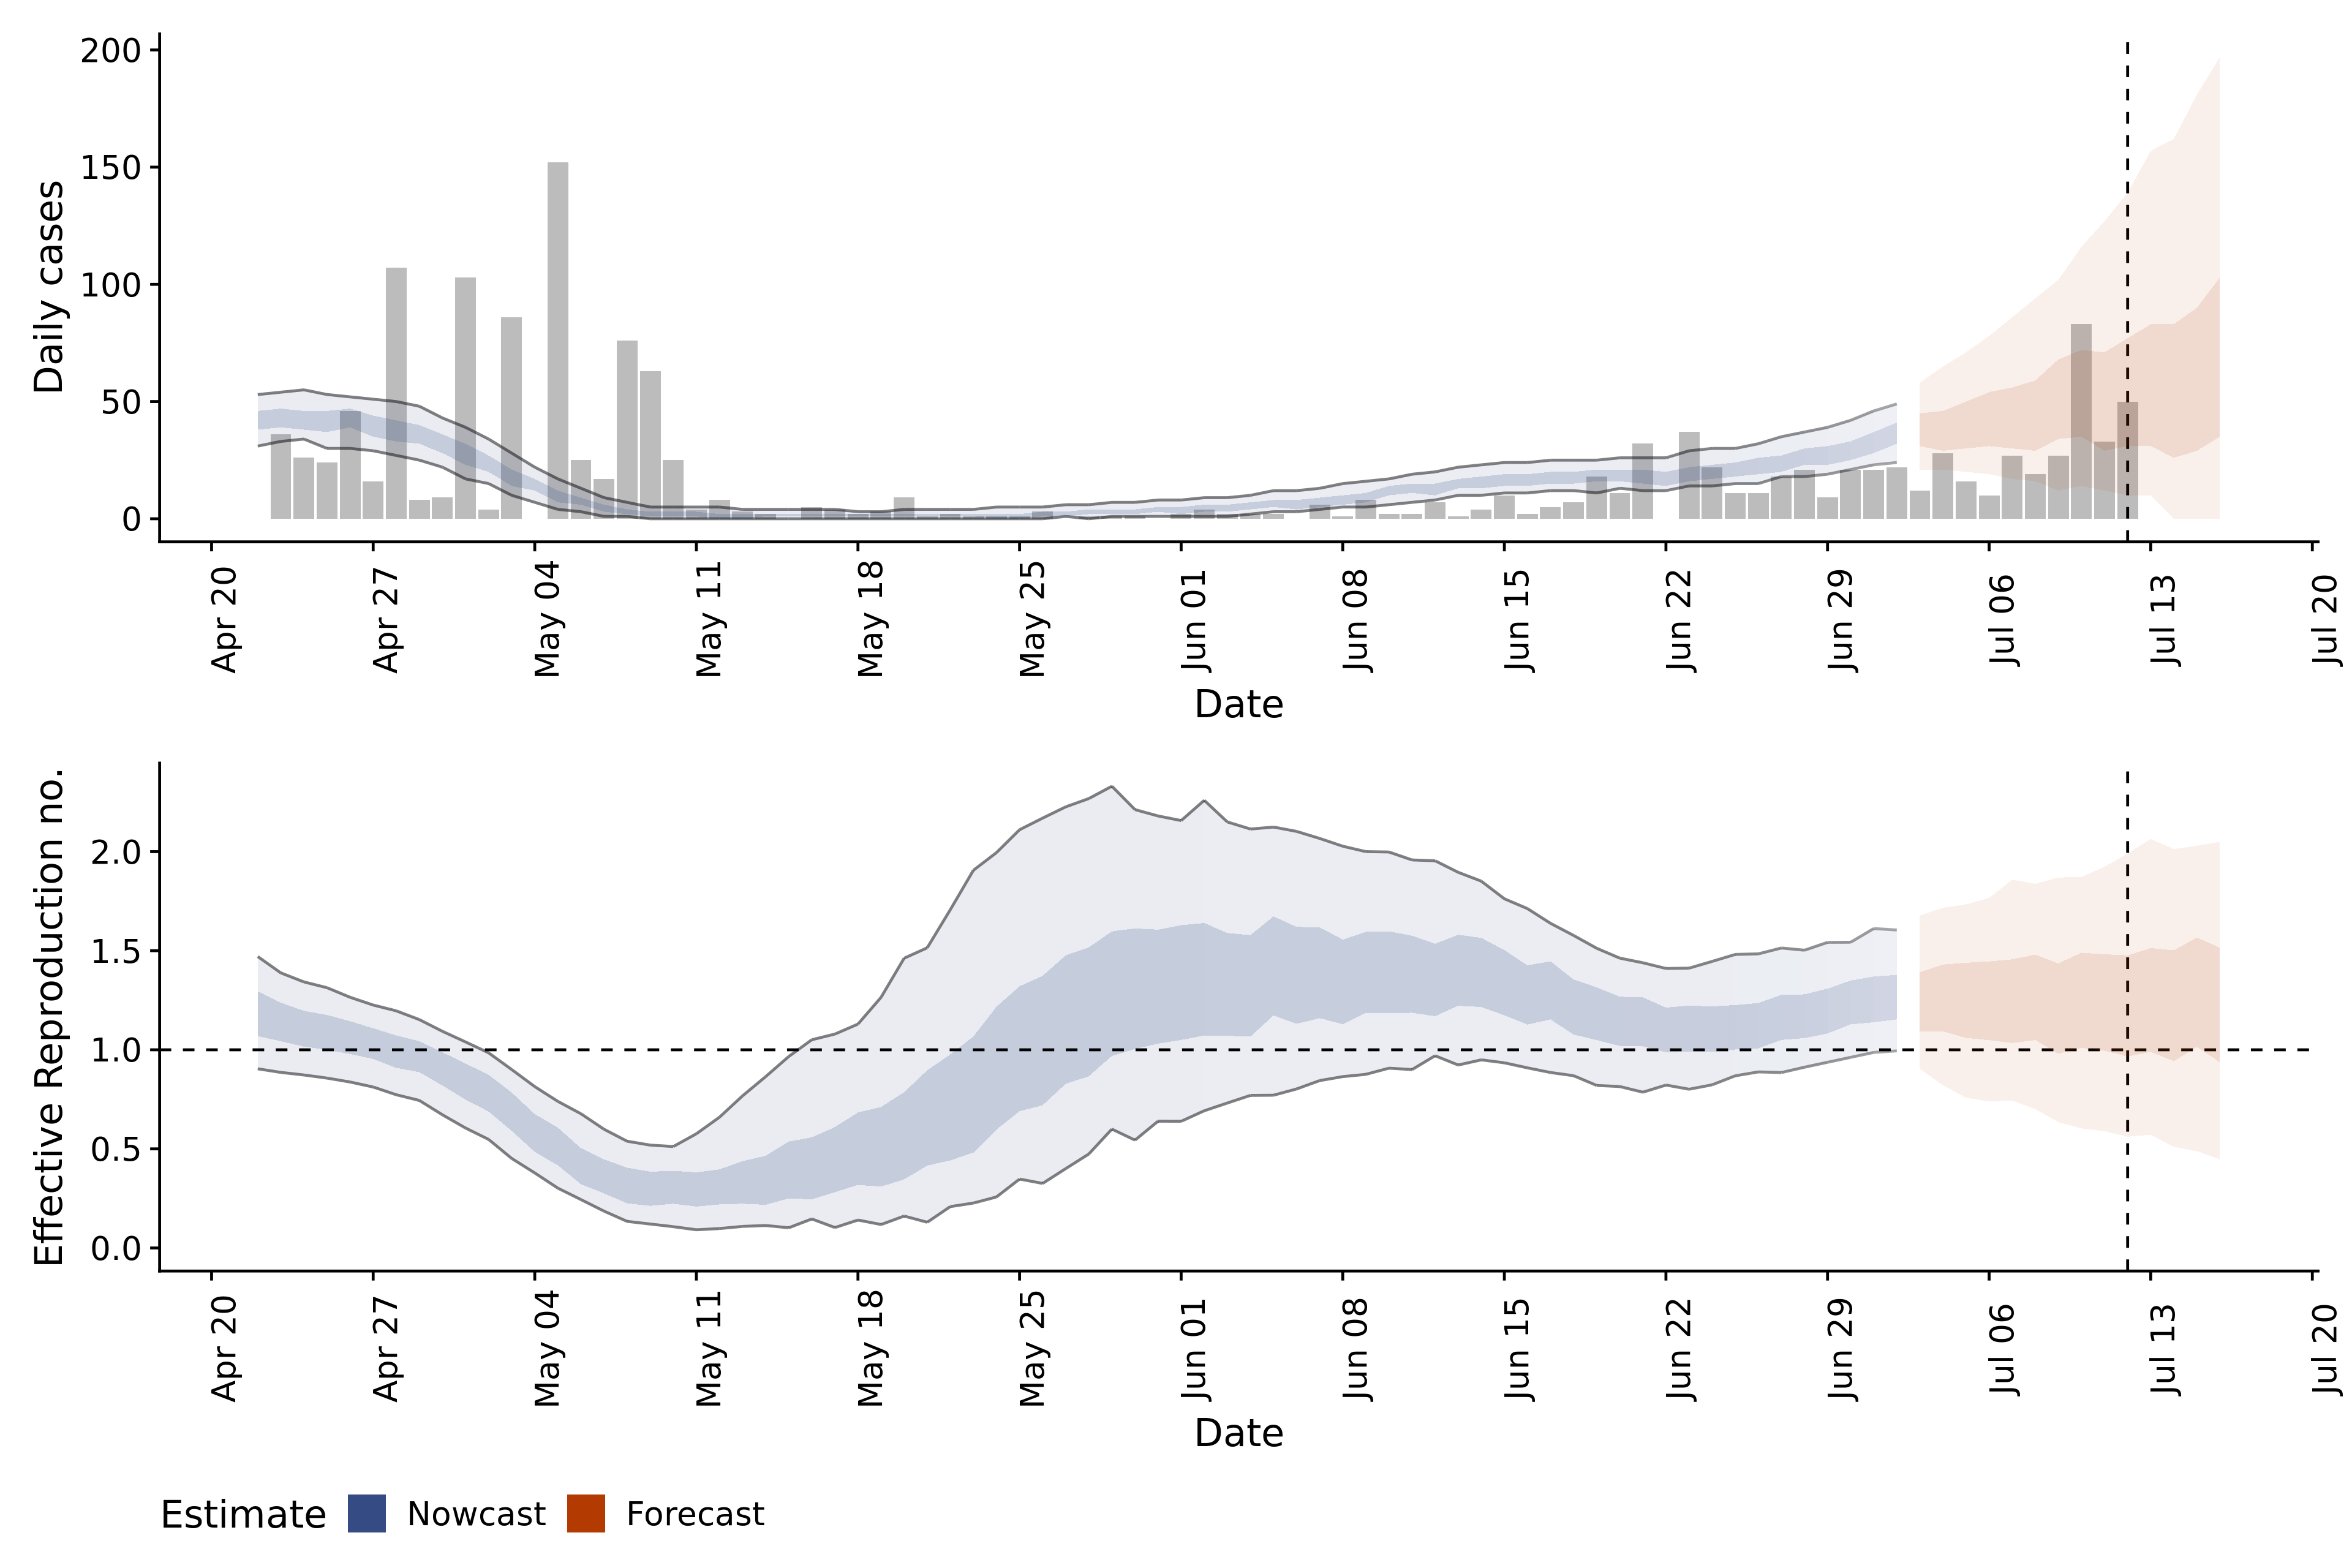 Daily cases
200
150
100
50
0
Apr 20 Apr 27 May 04 May 11 May 18 May 25 Jun 01 Jun 08 Jun 15 Jun 22 Jun 29 Jul 06 Jul 13 Jul 20
Date
Effective Reproduction no.
2.0
1.5
1.0
0.5
0.0
Apr 20 Apr 27 May 04 May 11 May 18 May 25 Jun 01 Jun 08 Jun 15 Jun 22 Jun 29 Jul 06 Jul 13 Jul 20
Date
Estimate Nowcast Forecast